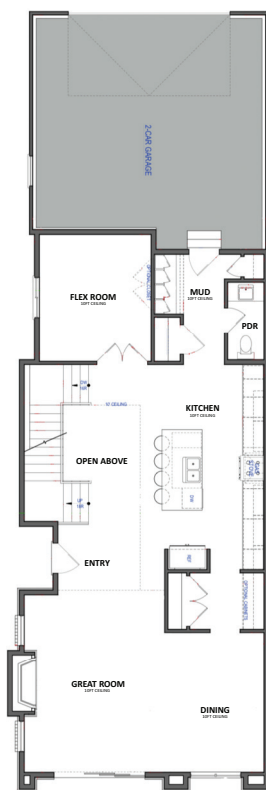 2-CAR GARAGE
FLEX ROOM
10FT CEILING
MUD
10FT CEILING
PDR
KITCHEN
10FT CEILING
10' CEILING
OPEN ABOVE
DW
REF
ENTRY
GREAT ROOM
10FT CEILING
DINING
10FT CEILING